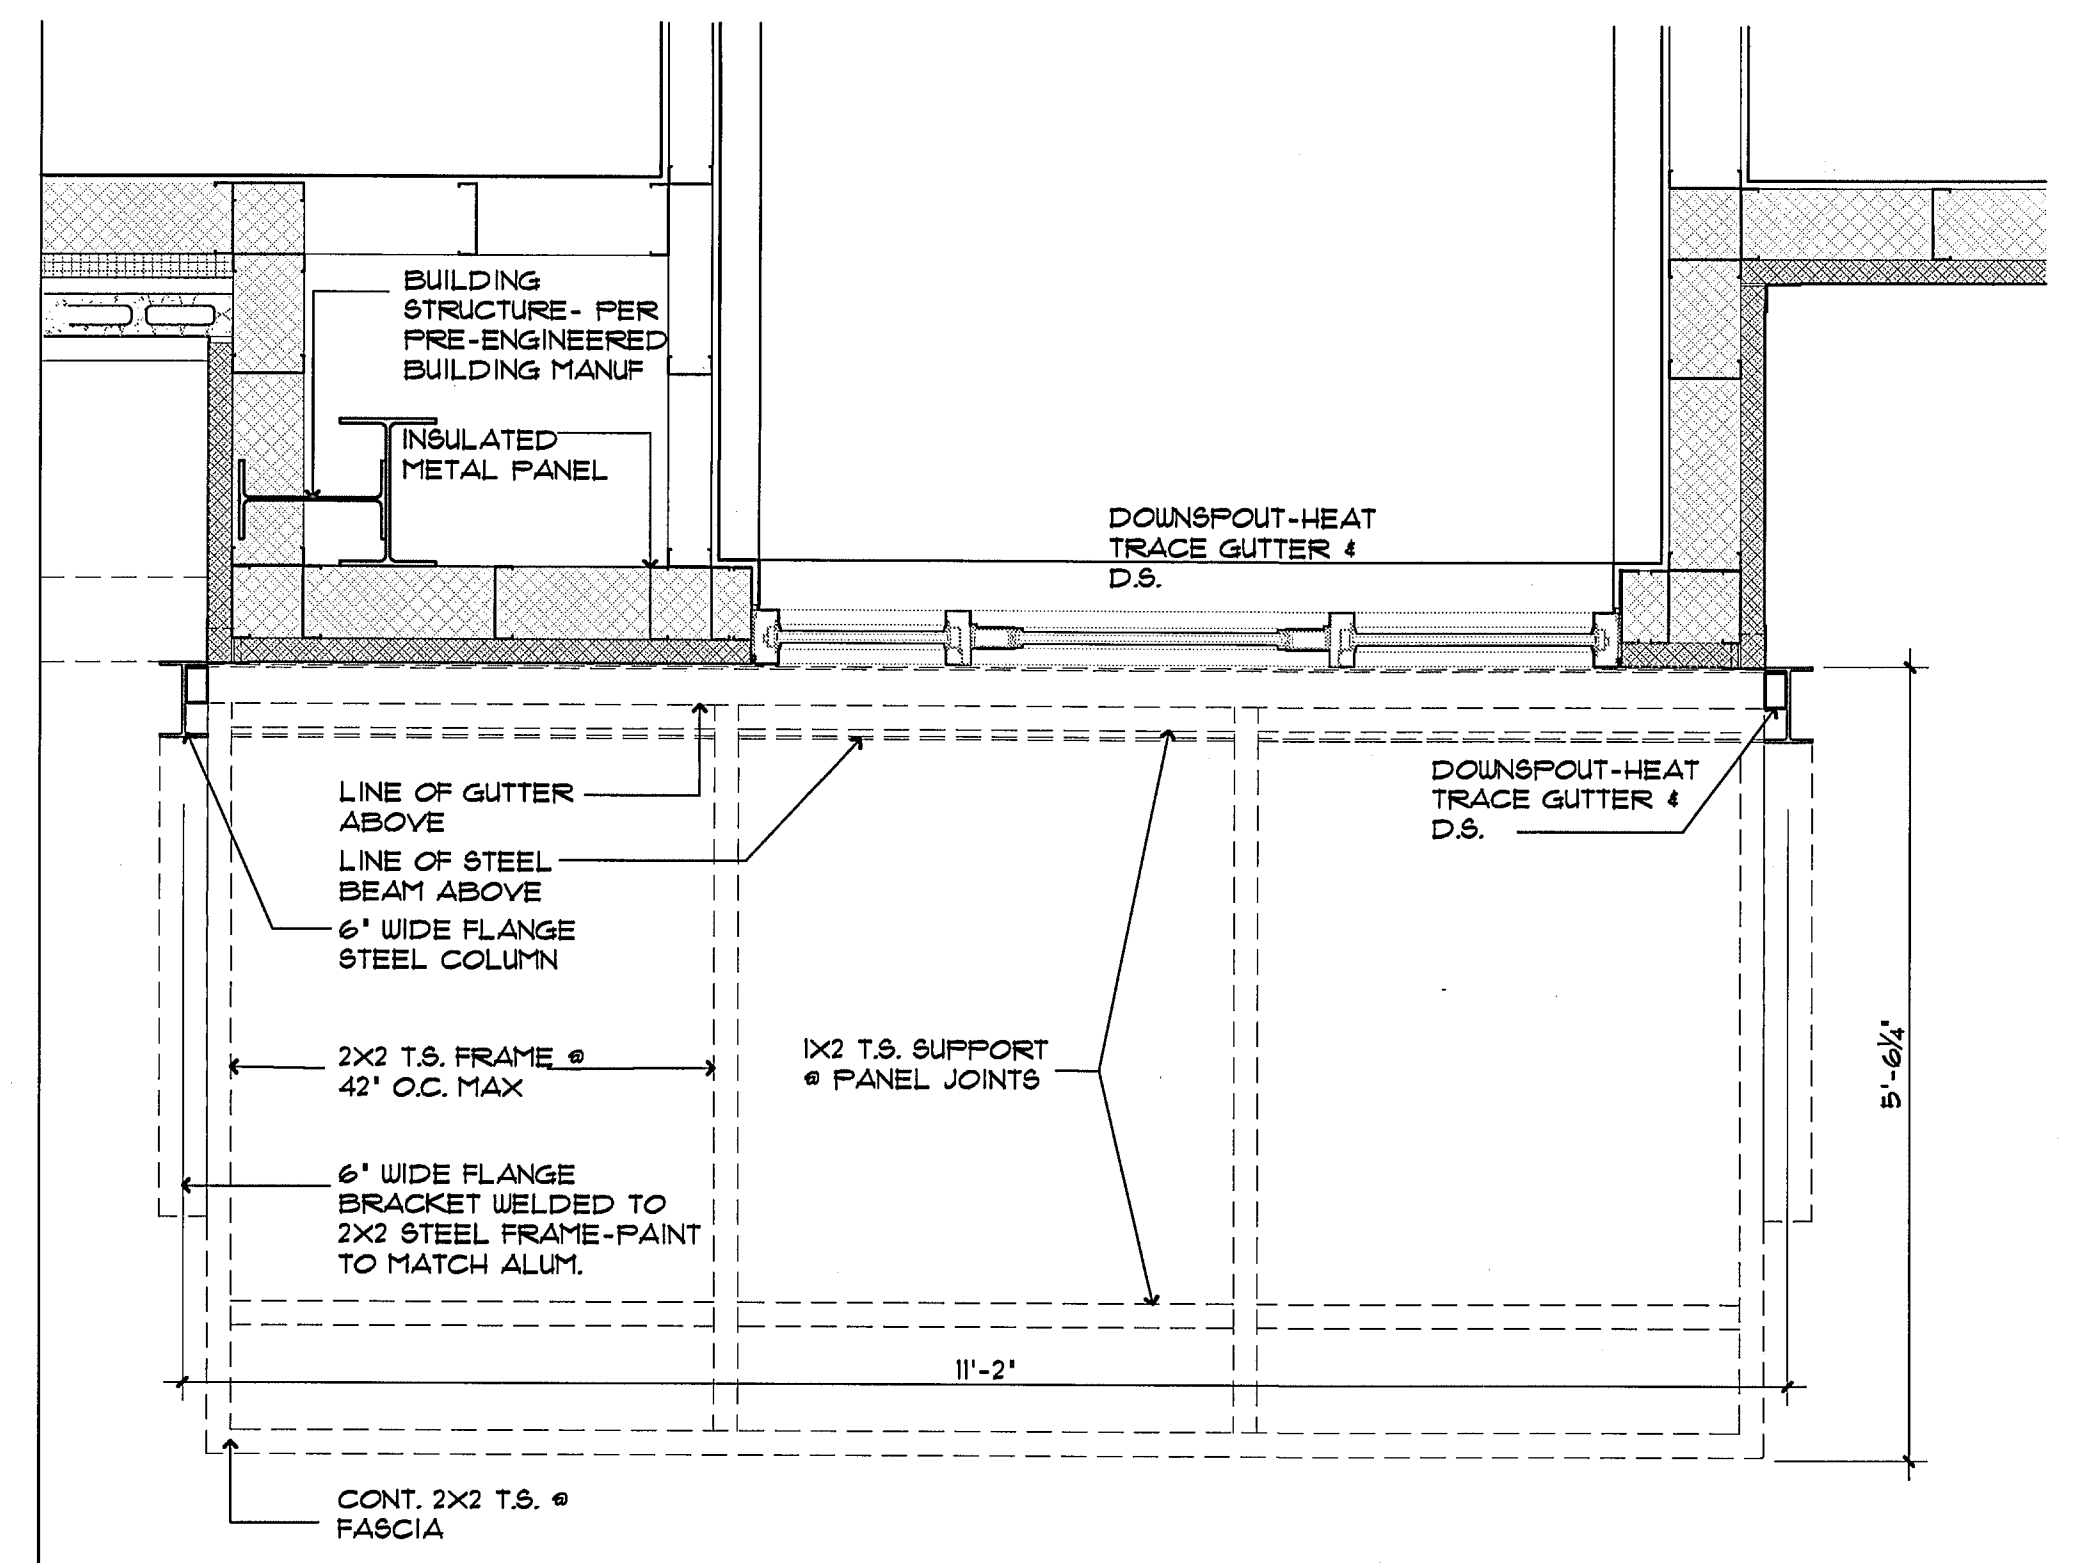 BUILDING
STRUCTURE- PER
PRE-ENGINEERED
BUILDING MANUF
INSULATED
METAL PANEL
DOWNSPOUT-HEAT
TRACE GUTTER &
D.S.
DOWNSPOUT-HEAT
TRACE GUTTER &
D.S.
LINE OF GUTTER
ABOVE
LINE OF STEEL
BEAM ABOVE
6" WIDE FLANGE
STEEL COLUMN
2X2 T.S. FRAME @
42" O.C. MAX
1X2 T.S. SUPPORT
@ PANEL JOINTS
5'-6¼"
6" WIDE FLANGE
BRACKET WELDED TO
2X2 STEEL FRAME-PAINT
TO MATCH ALUM.
11'-2"
CONT. 2X2 T.S. @
FASCIA